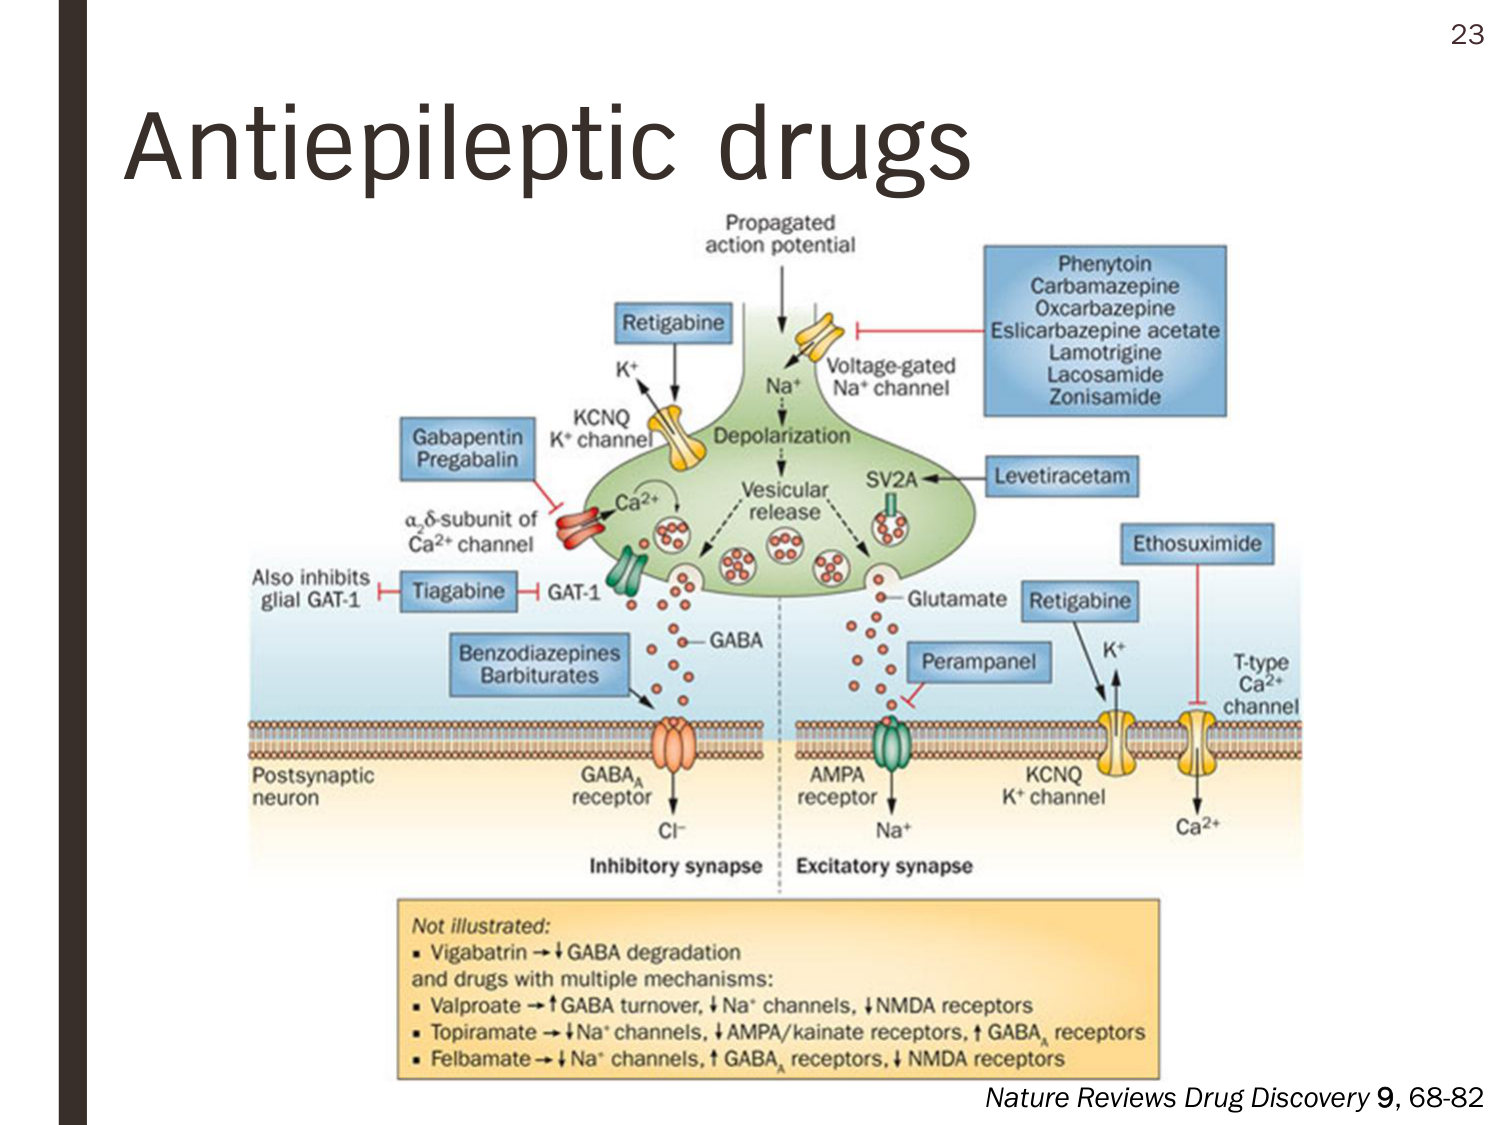 23
Antiepileptic drugs
Propagated
action potential
Phenytoin
Carbamazepine
Oxcarbazepine
Eslicarbazepine acetate
Lamotrigine
Lacosamide
Zonisamide
Retigabine
K⁺
Voltage-gated
Na⁺ channel
Na⁺
KCNQ
K⁺ channel
Depolarization
Gabapentin
Pregabalin
SV2A
Levetiracetam
Vesicular
release
Ca²⁺
α₂δ-subunit of
Ca²⁺ channel
Ethosuximide
Also inhibits
glial GAT-1
Tiagabine
GAT-1
Glutamate
Retigabine
GABA
Benzodiazepines
Barbiturates
Perampanel
K⁺
T-type
Ca²⁺
channel
Postsynaptic
neuron
GABA_A
receptor
AMPA
receptor
KCNQ
K⁺ channel
Cl⁻
Na⁺
Ca²⁺
Inhibitory synapse
Excitatory synapse
Not illustrated:
▪ Vigabatrin → ↓ GABA degradation
and drugs with multiple mechanisms:
▪ Valproate → ↑ GABA turnover, ↓ Na⁺ channels, ↓ NMDA receptors
▪ Topiramate → ↓ Na⁺ channels, ↓ AMPA/kainate receptors, ↑ GABA_A receptors
▪ Felbamate → ↓ Na⁺ channels, ↑ GABA_A receptors, ↓ NMDA receptors
Nature Reviews Drug Discovery 9, 68-82